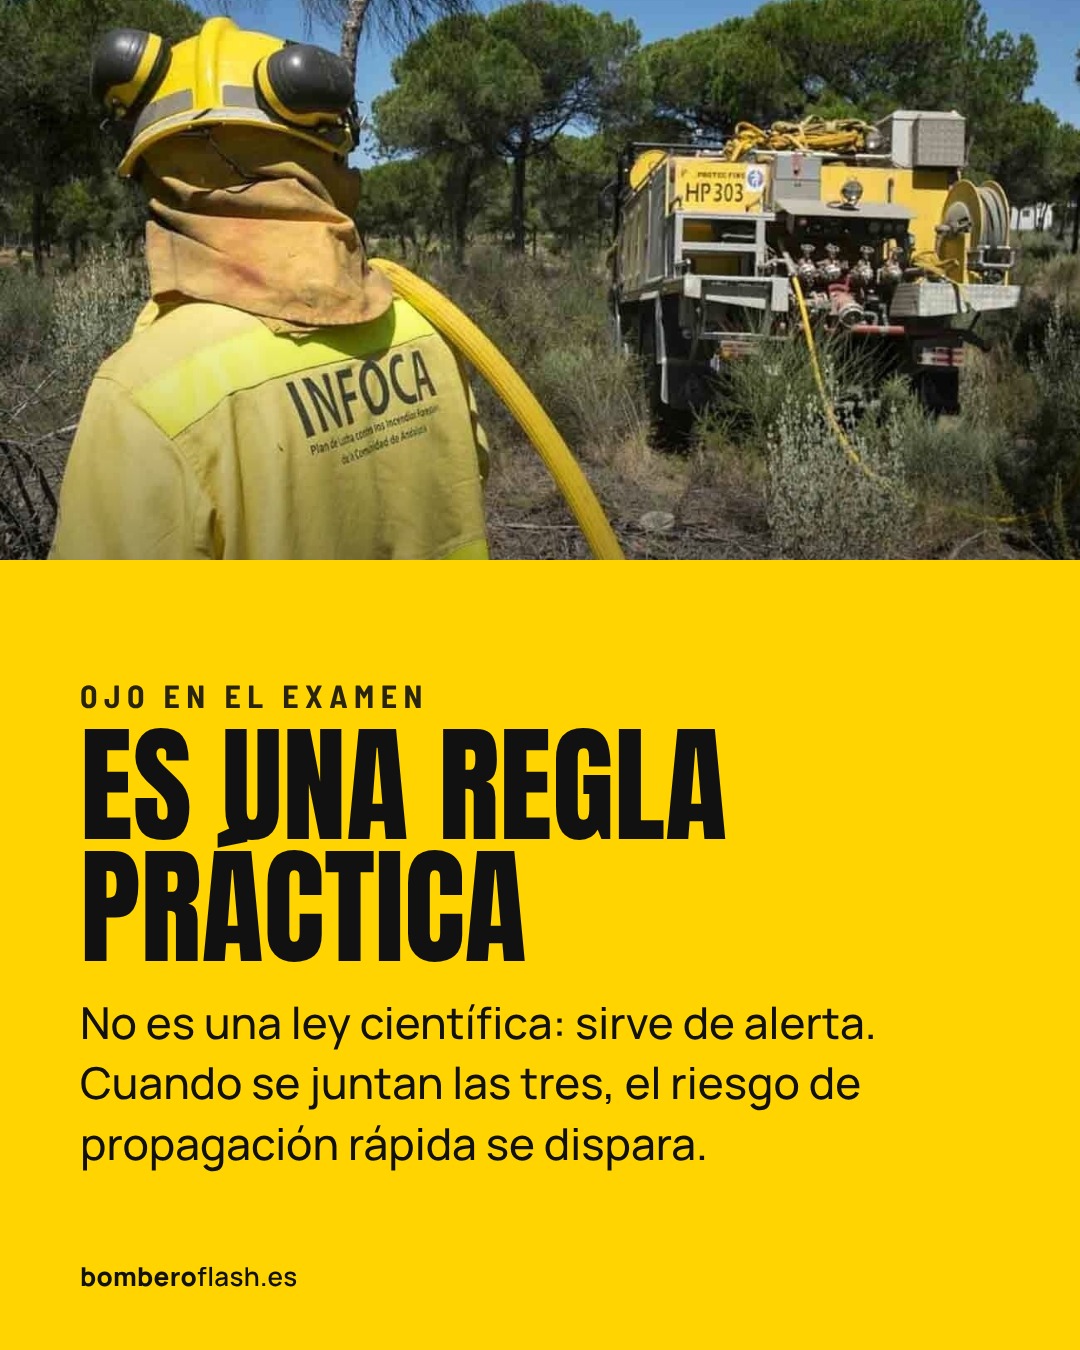 PROTEC FIRE
HP 303
INFOCA
Plan de Lucha contra los Incendios Forestales
de la Comunidad de Andalucía
OJO EN EL EXAMEN
ES UNA REGLA
PRÁCTICA
No es una ley científica: sirve de alerta.
Cuando se juntan las tres, el riesgo de
propagación rápida se dispara.
bomberoflash.es